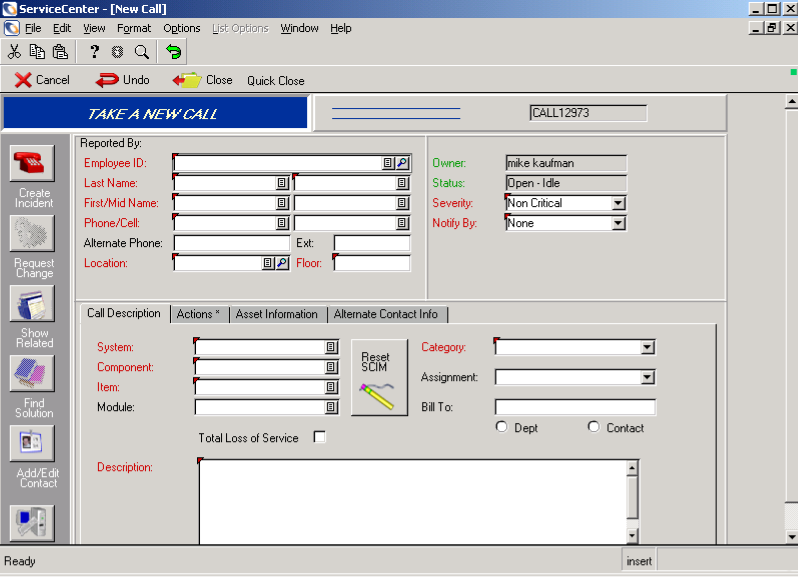 ServiceCenter - [New Call]
File Edit View Format Options List Options Window Help
Cancel Undo Close Quick Close
TAKE A NEW CALL CALL12973
Reported By:
Employee ID: Owner: mike kaufman
Last Name: Status: Open - Idle
First/Mid Name: Severity: Non Critical
Phone/Cell: Notify By: None
Alternate Phone: Ext:
Location: Floor:
Create
Incident
Request
Change
Show
Related
Find
Solution
Add/Edit
Contact
Call Description Actions * Asset Information Alternate Contact Info
System: Reset Category:
SCIM
Component: Assignment:
Item:
Module: Bill To:
Dept Contact
Total Loss of Service
Description:
Ready insert